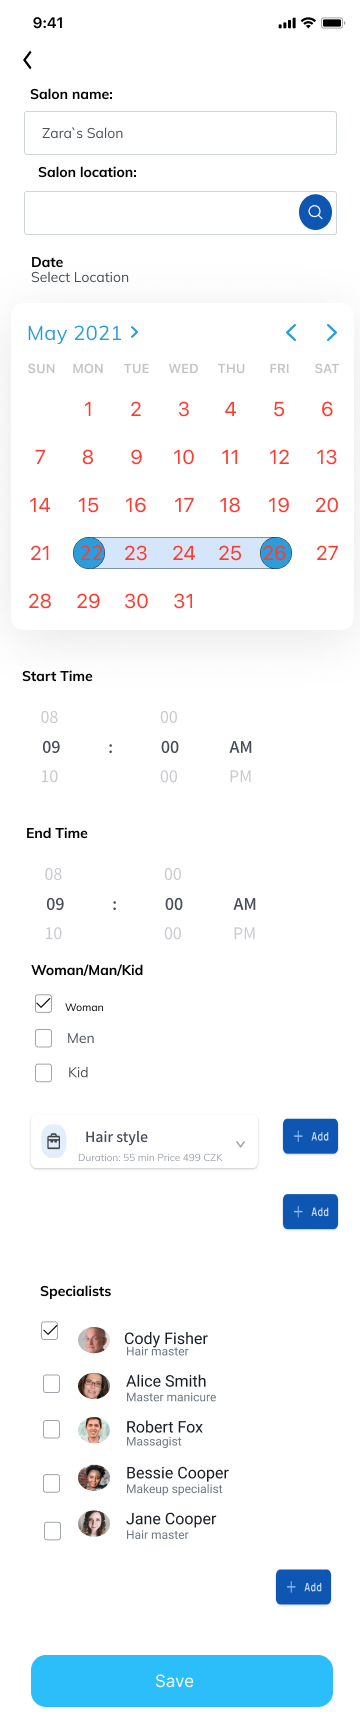 9:41
Salon name:
Zara`s Salon
Salon location:
Date
Select Location
May 2021
SUN MON TUE WED THU FRI SAT
1 2 3 4 5 6
7 8 9 10 11 12 13
14 15 16 17 18 19 20
21 22 23 24 25 26 27
28 29 30 31
Start Time
08 00
09 : 00 AM
10 00 PM
End Time
08 00
09 : 00 AM
10 00 PM
Woman/Man/Kid
Woman
Men
Kid
Hair style
Duration: 55 min Price 499 CZK
+ Add
+ Add
Specialists
Cody Fisher
Hair master
Alice Smith
Master manicure
Robert Fox
Massagist
Bessie Cooper
Makeup specialist
Jane Cooper
Hair master
+ Add
Save